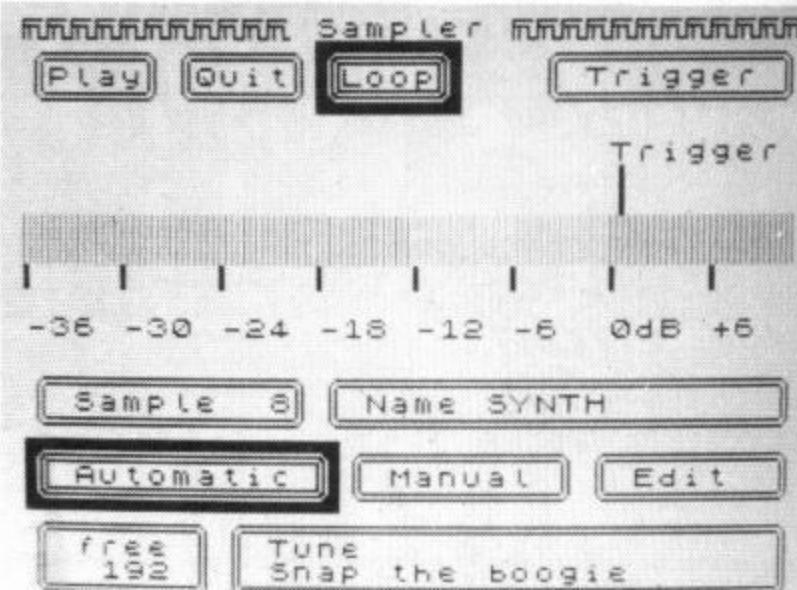 Sampler
Play Quit Loop Trigger
Trigger
-36 -30 -24 -18 -12 -6 0dB +6
Sample 8 Name SYNTH
Automatic Manual Edit
free Tune
192 Snap the boogie